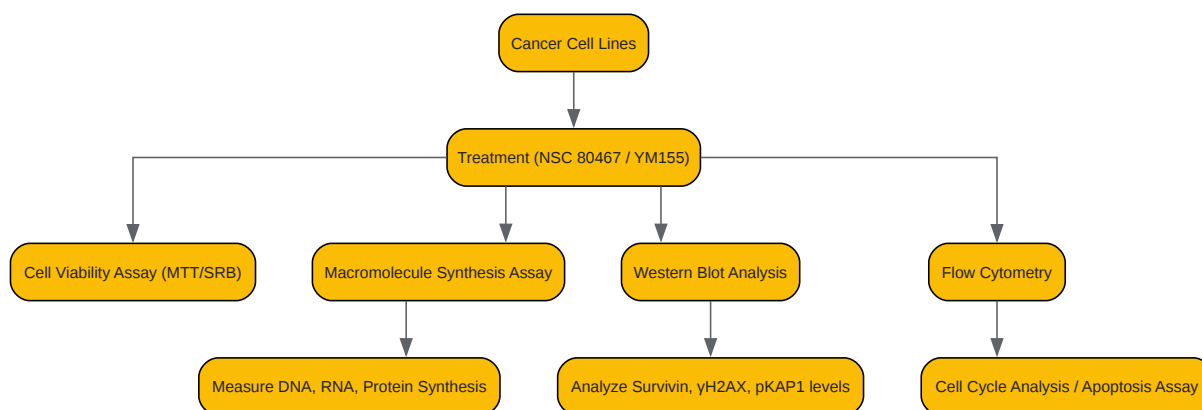 Cancer Cell Lines
Treatment (NSC 80467 / YM155)
Cell Viability Assay (MTT/SRB)
Macromolecule Synthesis Assay
Western Blot Analysis
Flow Cytometry
Measure DNA, RNA, Protein Synthesis
Analyze Survivin, γH2AX, pKAP1 levels
Cell Cycle Analysis / Apoptosis Assay